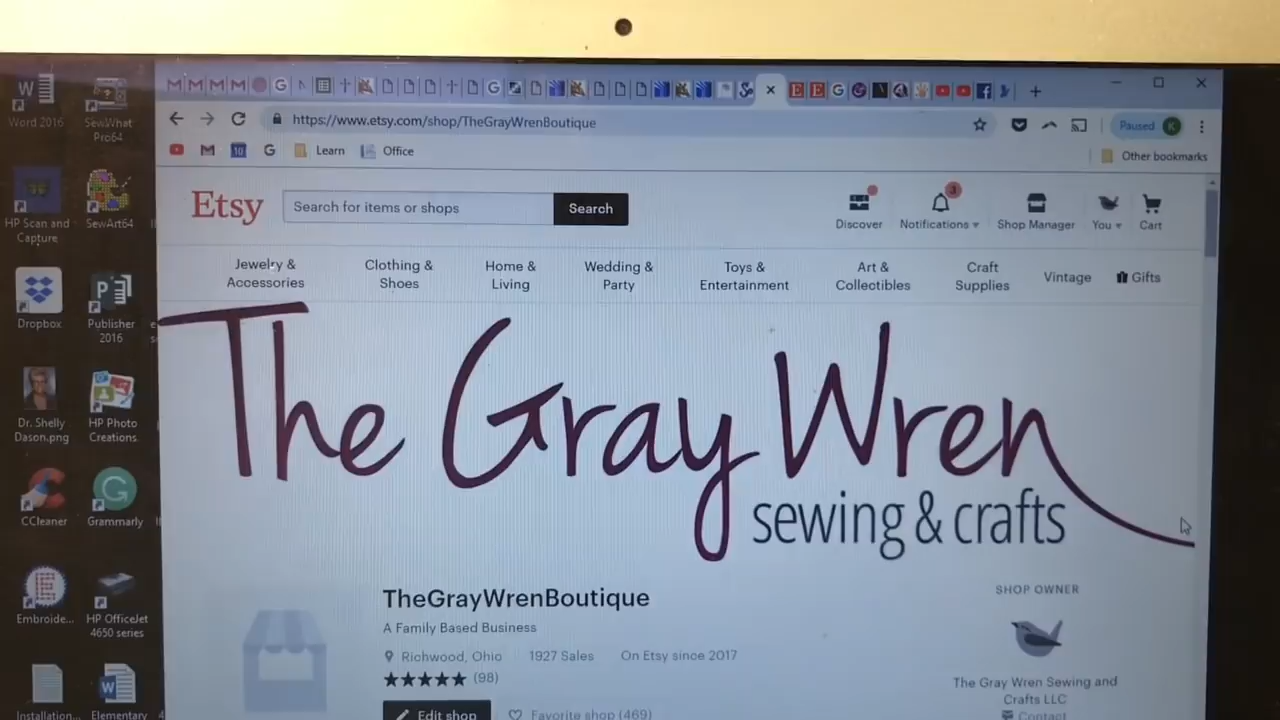 Word 2016
SewWhat
Pro64
HP Scan and
Capture
SewArt64
Dropbox
Publisher
2016
Dr. Shelly
Dason.png
HP Photo
Creations
CCleaner
Grammarly
Embroide...
HP OfficeJet
4650 series
Installation...
Elementary
https://www.etsy.com/shop/TheGrayWrenBoutique
Paused K
10
G
Learn
Office
Other bookmarks
Etsy
Search for items or shops
Search
Discover
3
Notifications
Shop Manager
You
Cart
Jewelry &
Accessories
Clothing &
Shoes
Home &
Living
Wedding &
Party
Toys &
Entertainment
Art &
Collectibles
Craft
Supplies
Vintage
Gifts
The Gray Wren
sewing & crafts
TheGrayWrenBoutique
A Family Based Business
Richwood, Ohio 1927 Sales On Etsy since 2017
(98)
Edit shop
Favorite shop (469)
SHOP OWNER
The Gray Wren Sewing and
Crafts LLC
Contact